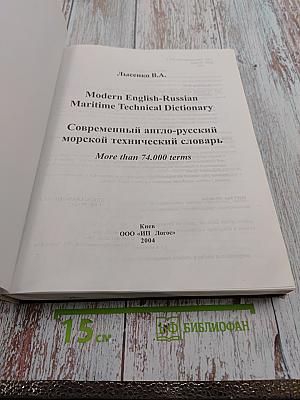 Лысенко В.А.
Modern English-Russian
Maritime Technical Dictionary
Современный англо-русский
морской технический словарь
More than 74.000 terms
Киев
ООО «ИП Логос»
2004
15 см
БИБЛИОФАН